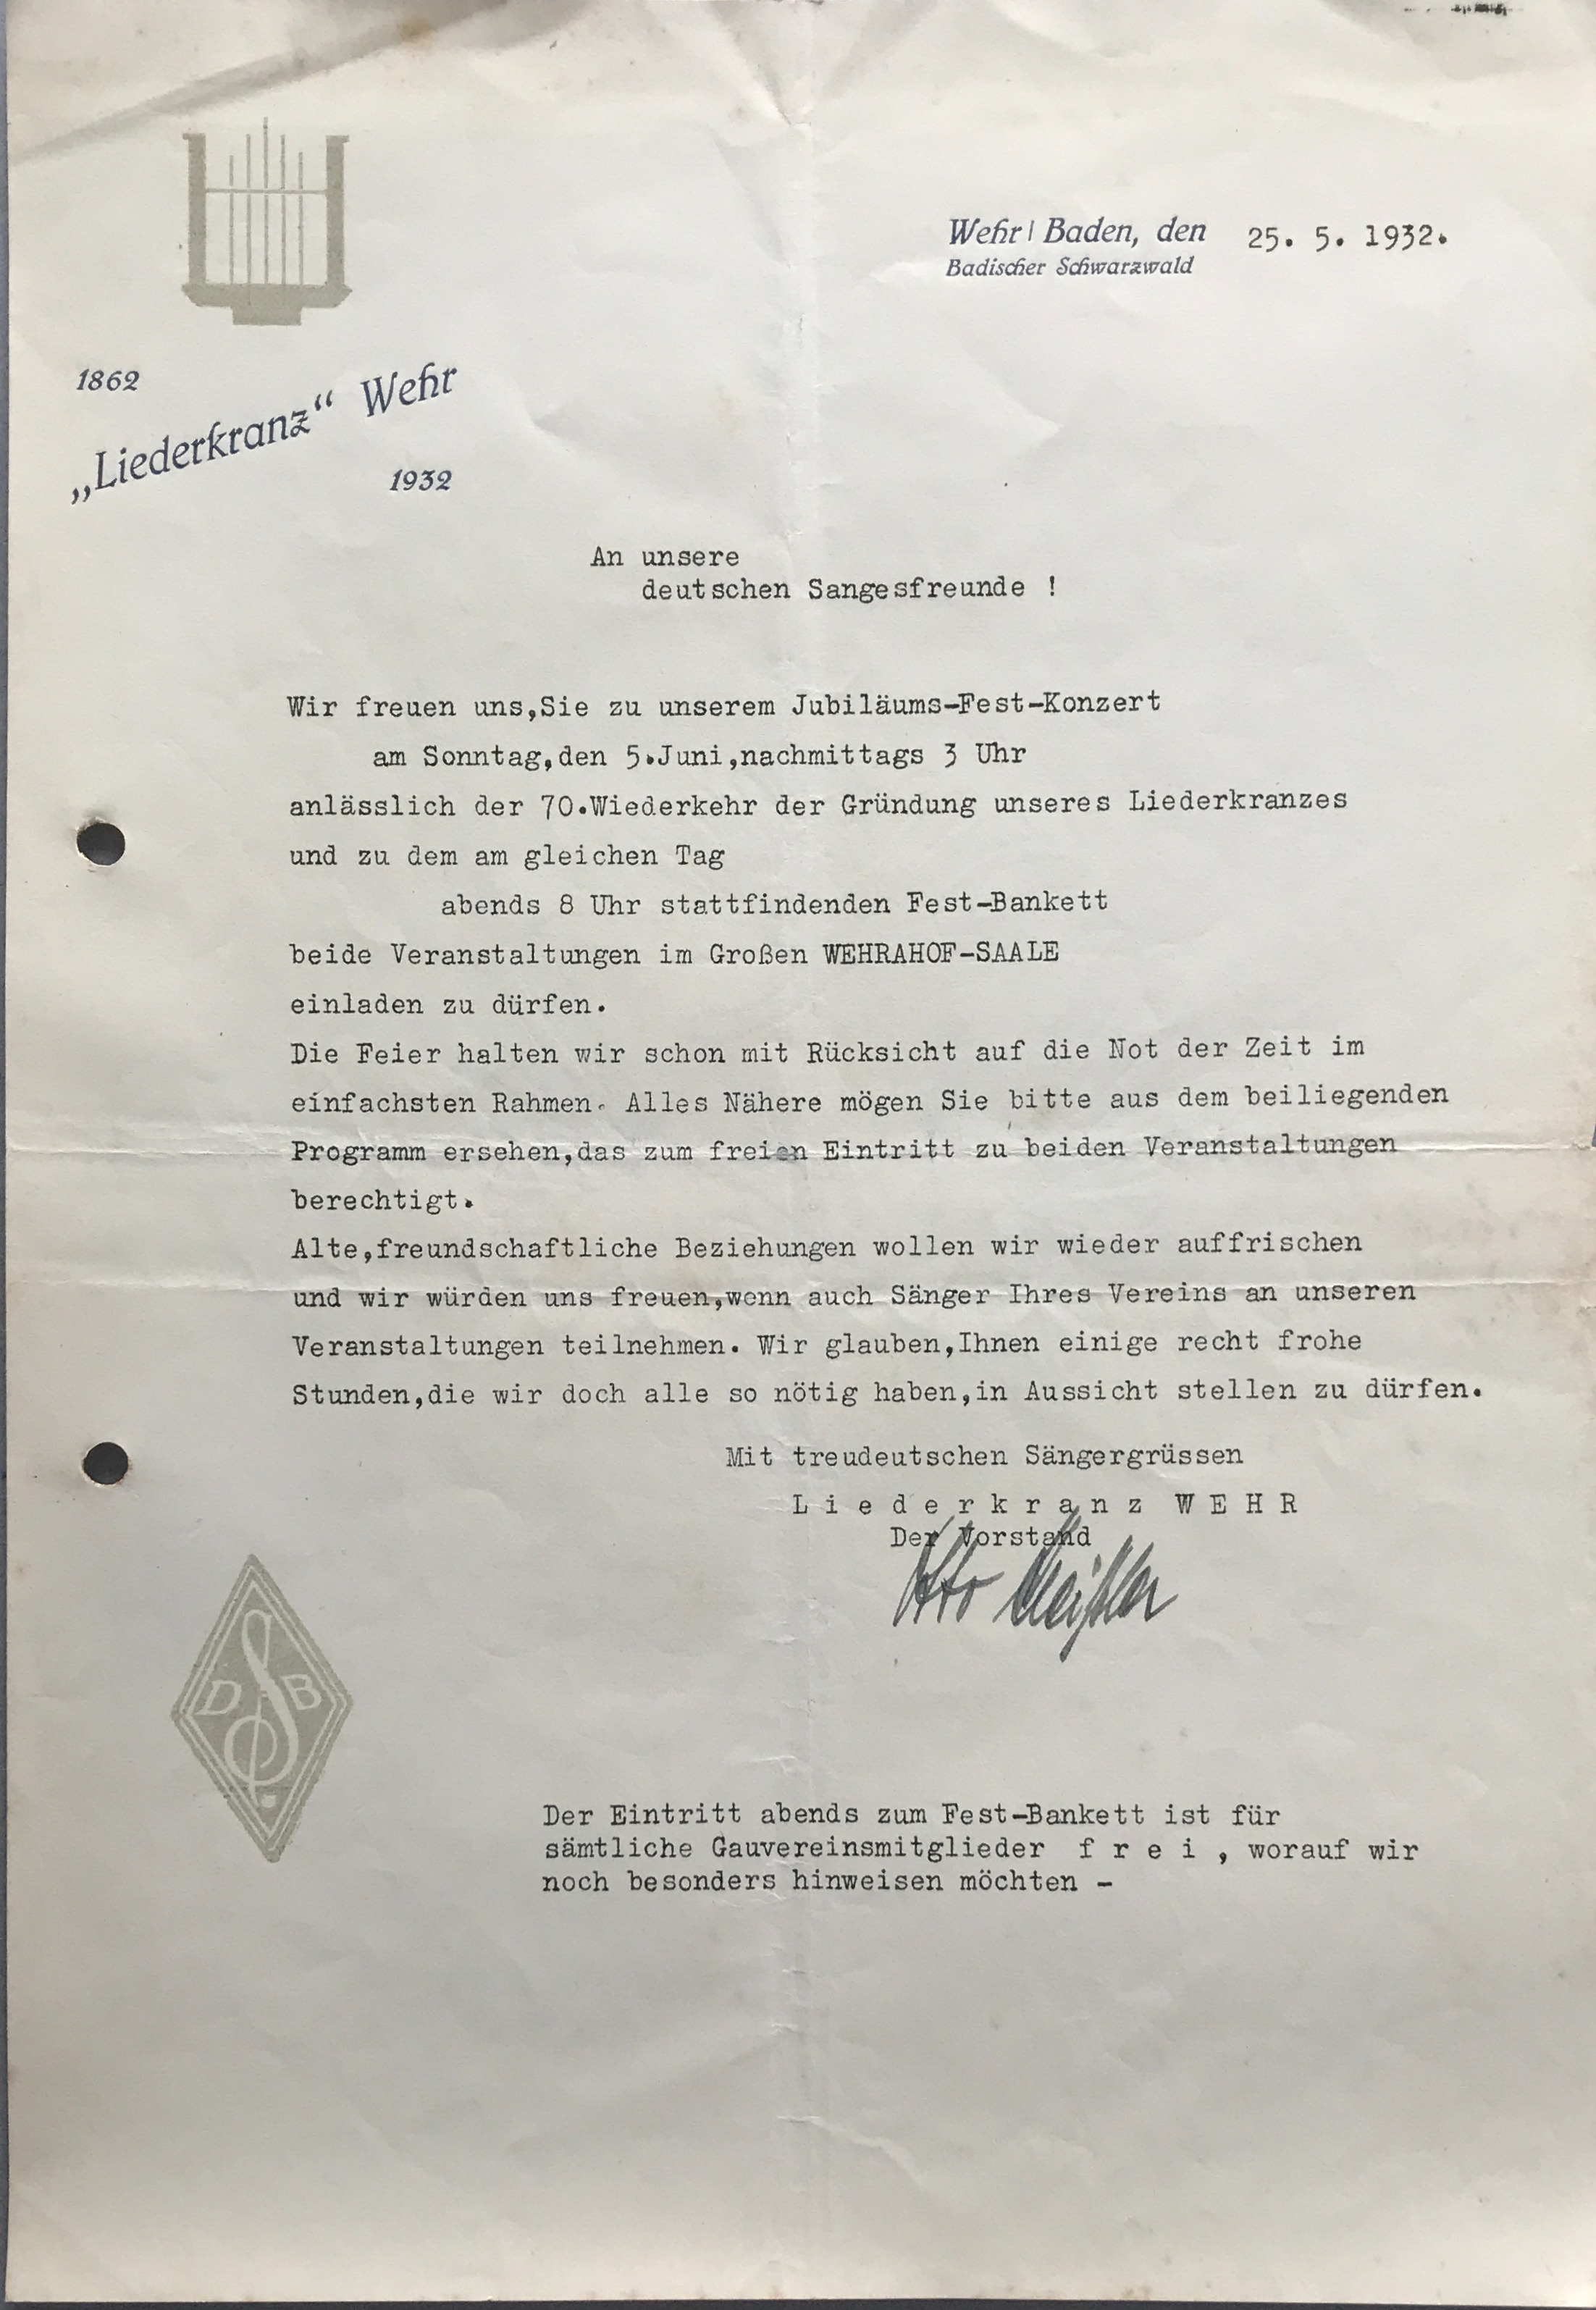 Wehr / Baden, den 25. 5. 1932.
Badischer Schwarzwald
1862
„Liederkranz“ Wehr
1932
An unsere
deutschen Sangesfreunde !
Wir freuen uns,Sie zu unserem Jubiläums-Fest-Konzert
am Sonntag,den 5.Juni,nachmittags 3 Uhr
anlässlich der 70.Wiederkehr der Gründung unseres Liederkranzes
und zu dem am gleichen Tag
abends 8 Uhr stattfindenden Fest-Bankett
beide Veranstaltungen im Großen WEHRAHOF-SAALE
einladen zu dürfen.
Die Feier halten wir schon mit Rücksicht auf die Not der Zeit im
einfachsten Rahmen. Alles Nähere mögen Sie bitte aus dem beiliegenden
Programm ersehen,das zum freien Eintritt zu beiden Veranstaltungen
berechtigt.
Alte,freundschaftliche Beziehungen wollen wir wieder auffrischen
und wir würden uns freuen,wenn auch Sänger Ihres Vereins an unseren
Veranstaltungen teilnehmen. Wir glauben,Ihnen einige recht frohe
Stunden,die wir doch alle so nötig haben,in Aussicht stellen zu dürfen.
Mit treudeutschen Sängergrüssen
L i e d e r k r a n z W E H R
Der Vorstand
Otto
D S B
Der Eintritt abends zum Fest-Bankett ist für
sämtliche Gauvereinsmitglieder f r e i , worauf wir
noch besonders hinweisen möchten -